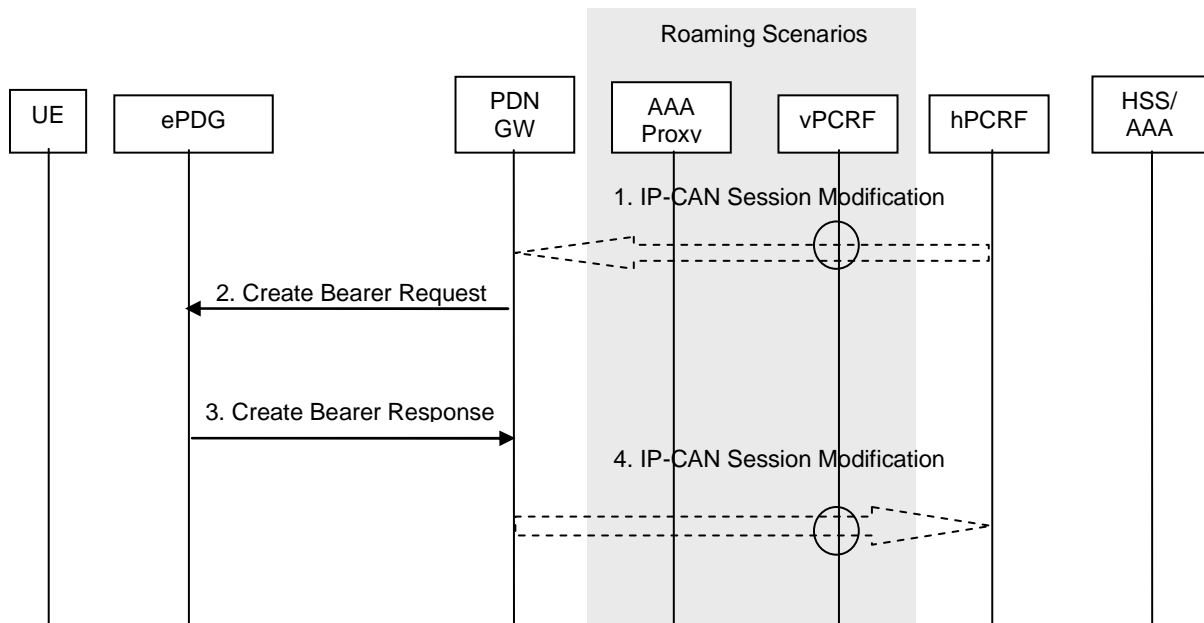 Roaming Scenarios
UE
ePDG
PDN
GW
AAA
Proxy
vPCRF
hPCRF
HSS/
AAA
1. IP-CAN Session Modification
2. Create Bearer Request
3. Create Bearer Response
4. IP-CAN Session Modification